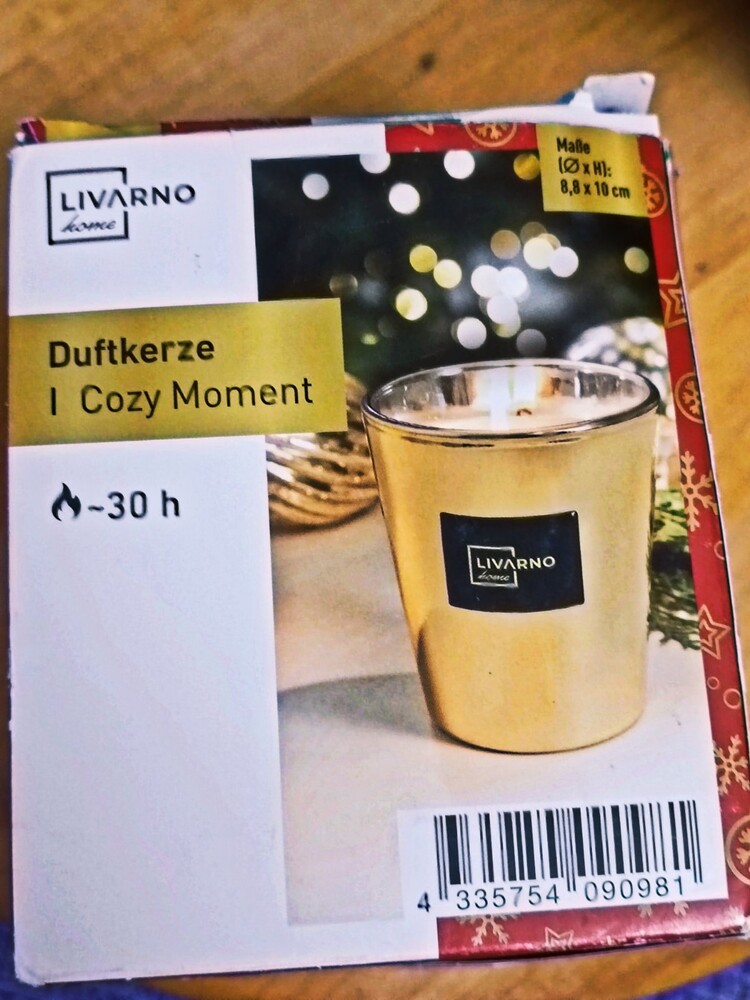 LIVARNO
home
Maße
(Ø x H):
8,8 x 10 cm
Duftkerze
I Cozy Moment
~30 h
LIVARNO
home
4 335754 090981